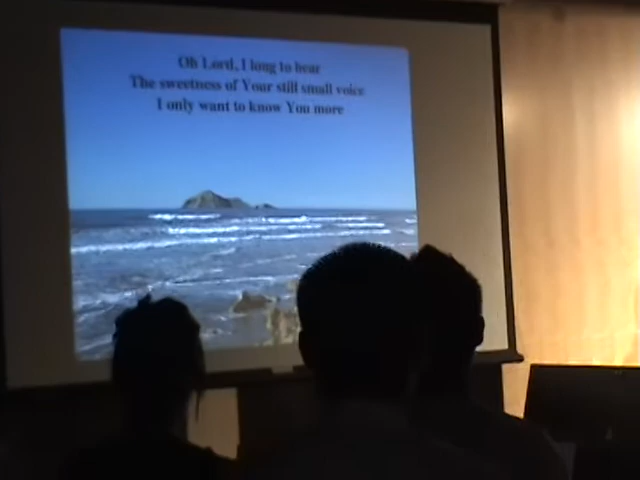 Oh Lord, I long to hear
The sweetness of Your still small voice
I only want to know You more